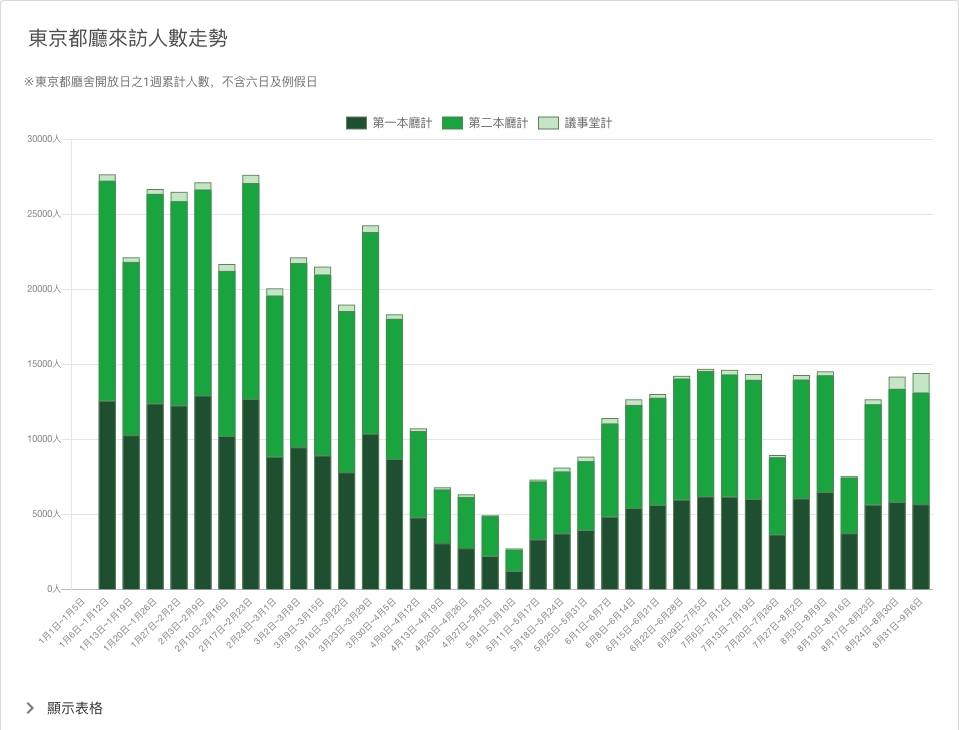 東京都廳來訪人數走勢
※東京都廳舍開放日之1週累計人數，不含六日及例假日
第一本廳計 第二本廳計 議事堂計
30000人
25000人
20000人
15000人
10000人
5000人
0人
1月1日~1月5日
1月6日~1月12日
1月13日~1月19日
1月20日~1月26日
1月27日~2月2日
2月3日~2月9日
2月10日~2月16日
2月17日~2月23日
2月24日~3月1日
3月2日~3月8日
3月9日~3月15日
3月16日~3月22日
3月23日~3月29日
3月30日~4月5日
4月6日~4月12日
4月13日~4月19日
4月20日~4月26日
4月27日~5月3日
5月4日~5月10日
5月11日~5月17日
5月18日~5月24日
5月25日~5月31日
6月1日~6月7日
6月8日~6月14日
6月15日~6月21日
6月22日~6月28日
6月29日~7月5日
7月6日~7月12日
7月13日~7月19日
7月20日~7月26日
7月27日~8月2日
8月3日~8月9日
8月10日~8月16日
8月17日~8月23日
8月24日~8月30日
8月31日~9月6日
顯示表格